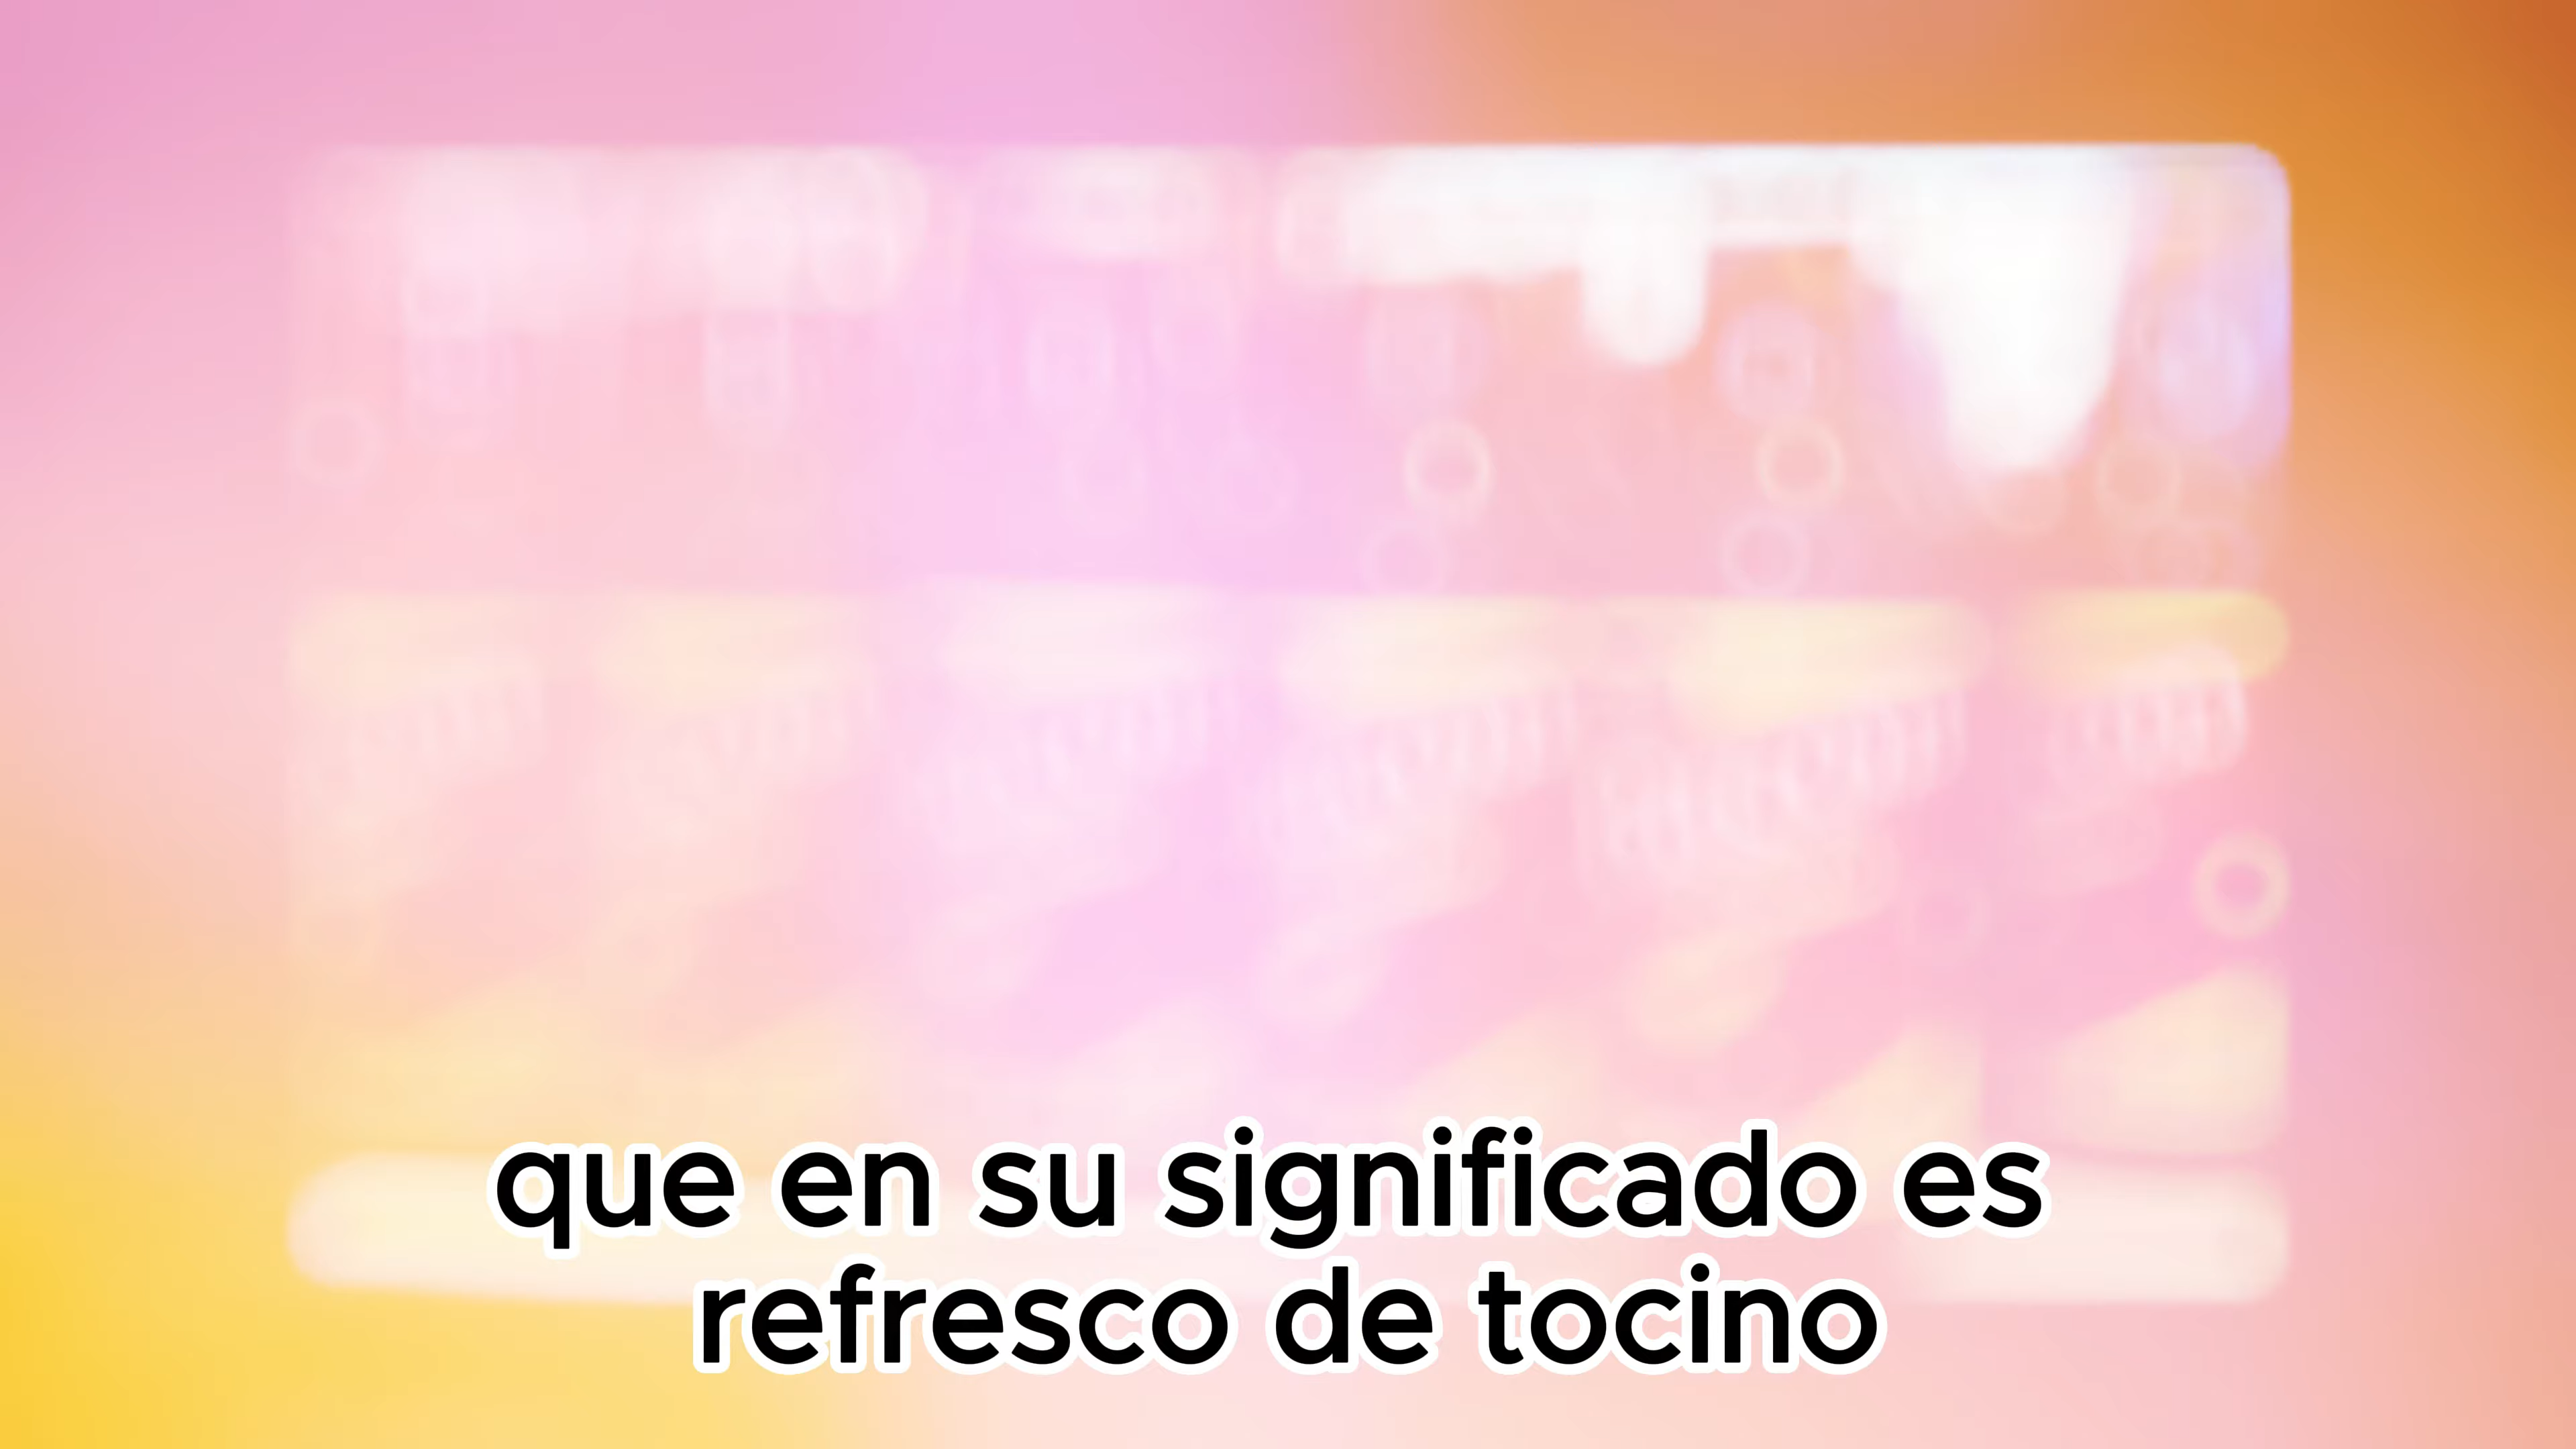 que en su significado es
refresco de tocino